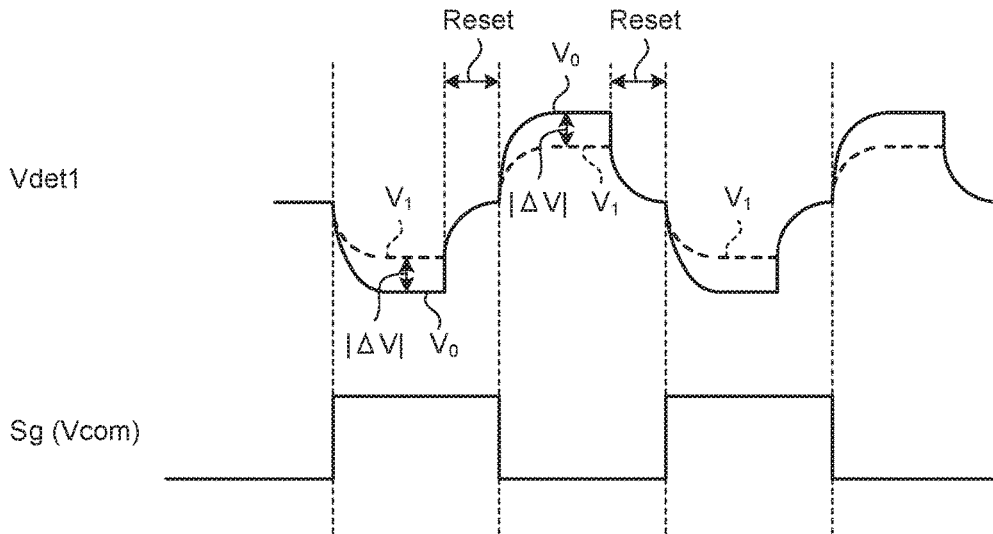 Reset
Reset
V₀
Vdet1
V₁
|ΔV|
V₁
V₁
|ΔV|
V₀
Sg (Vcom)